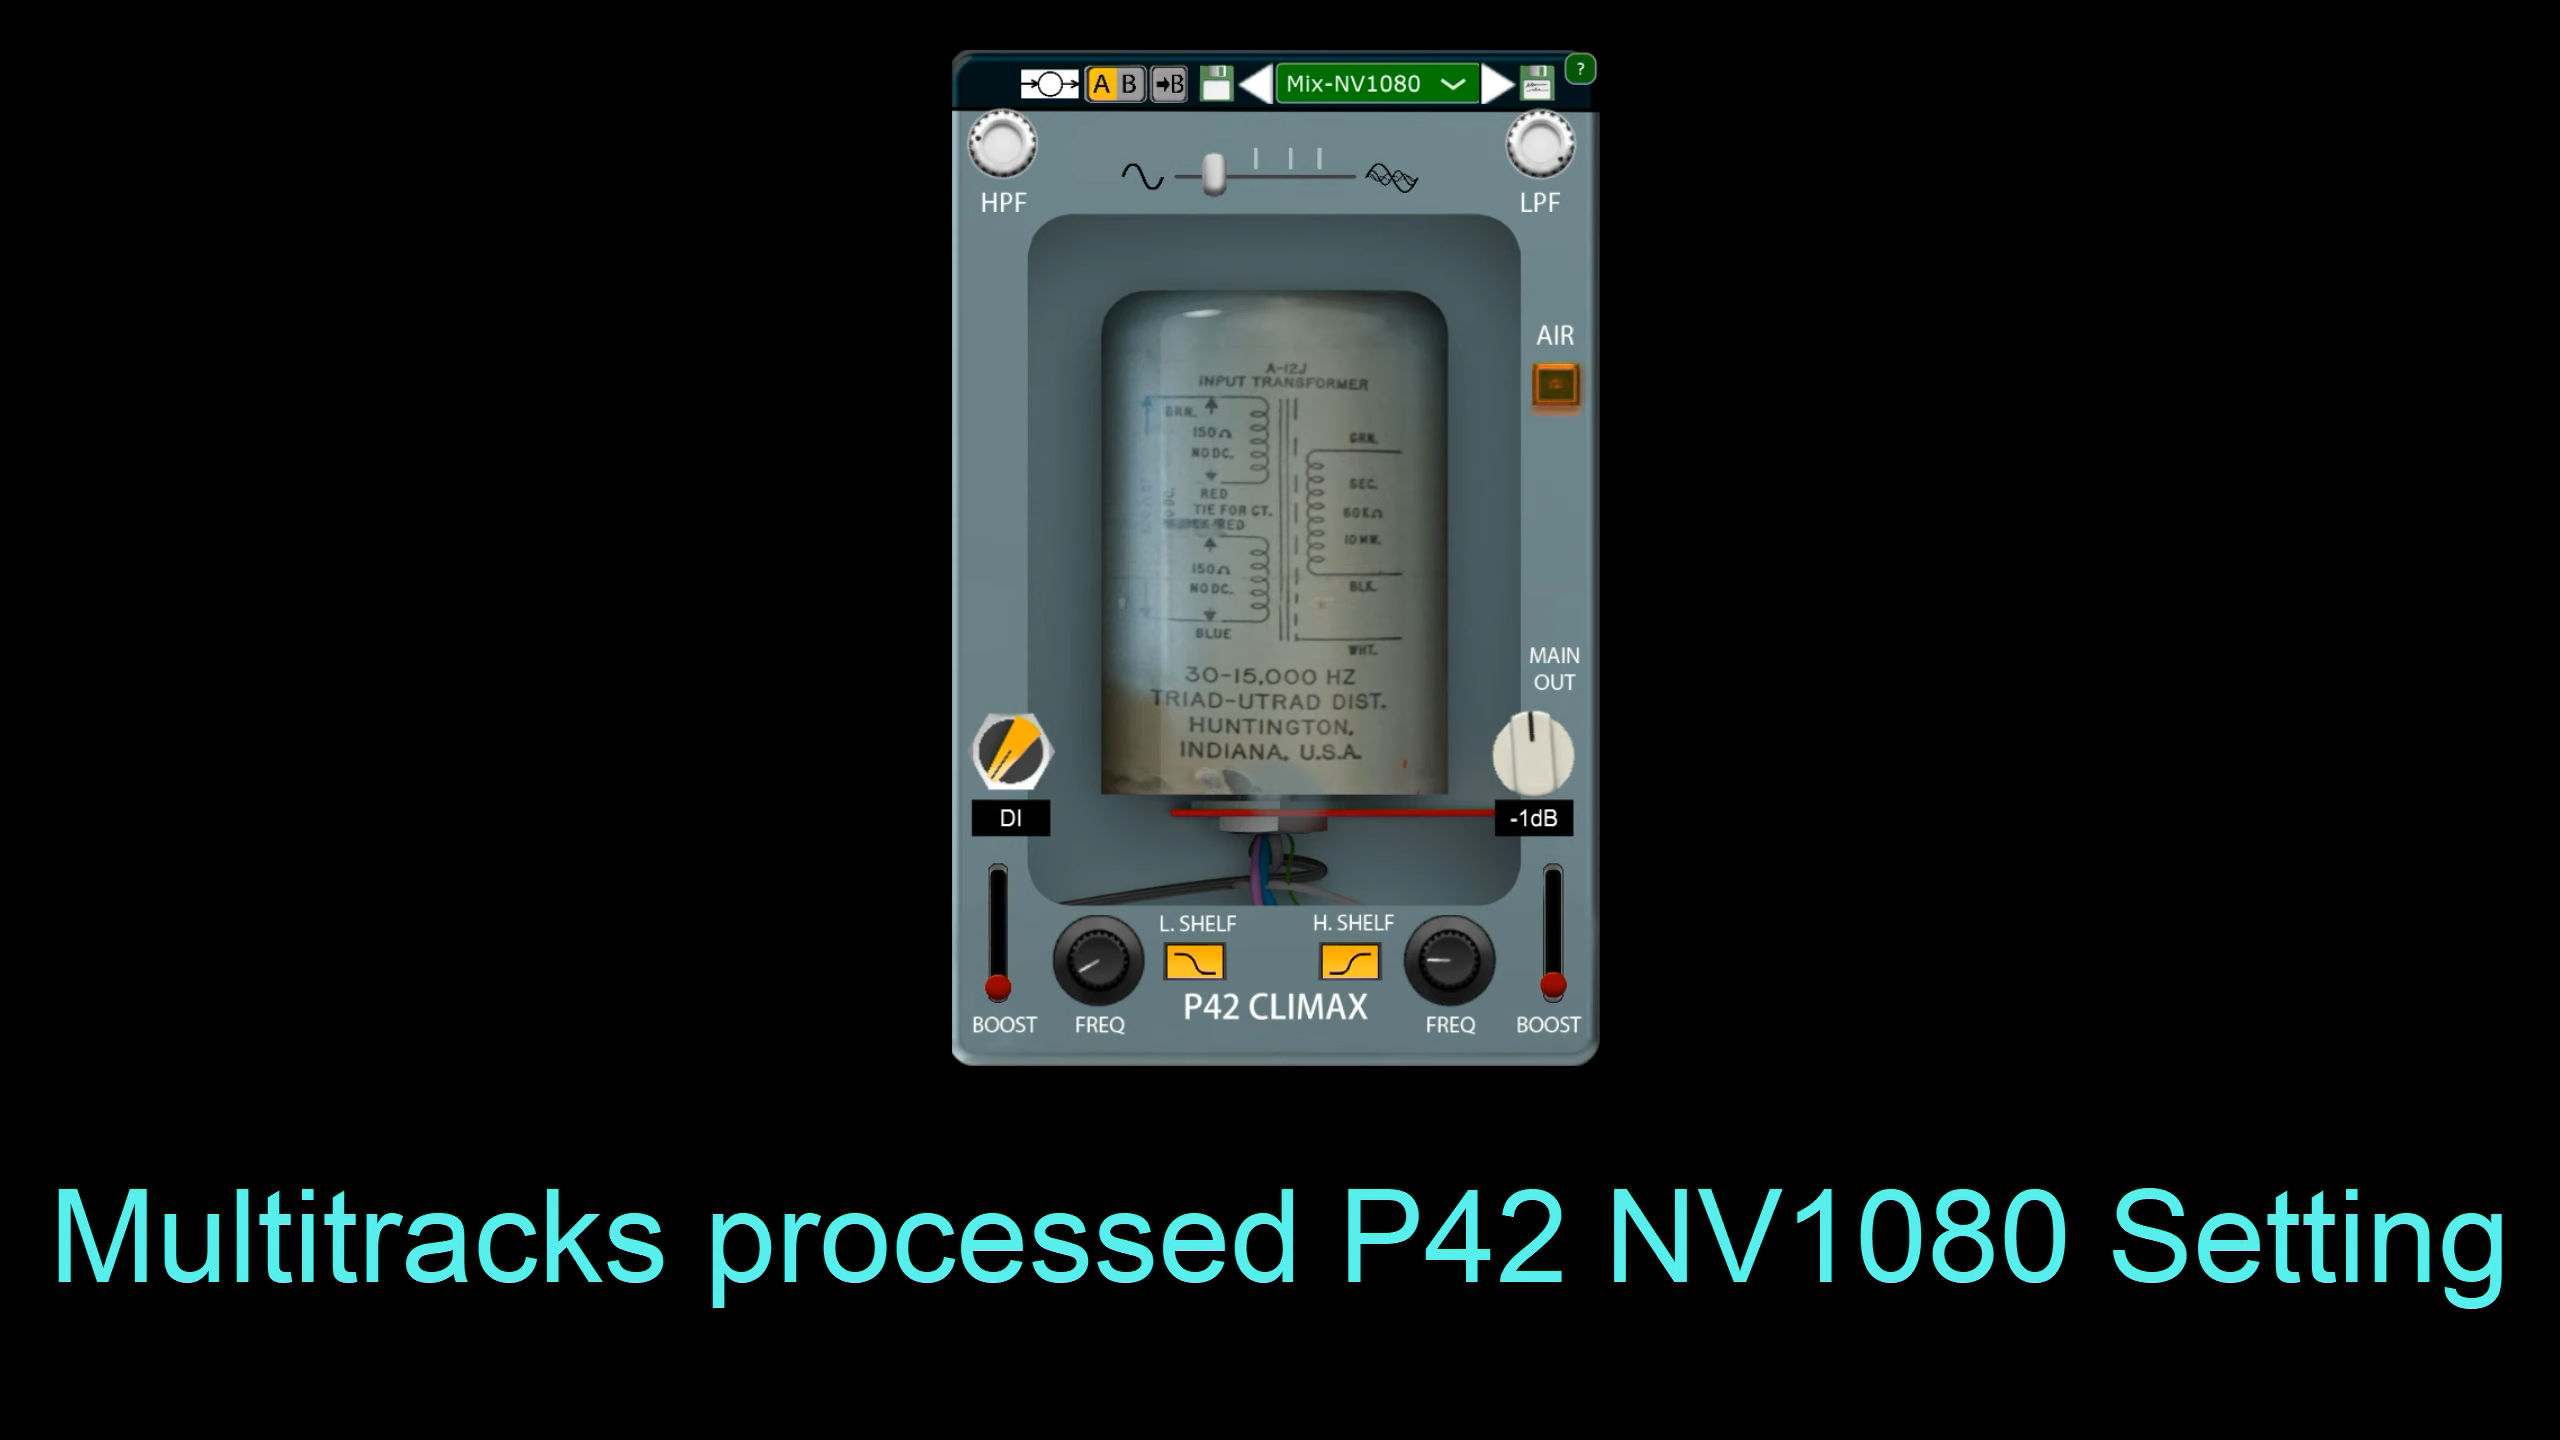 A B →B Mix-NV1080 ?
HPF
LPF
AIR
A-12J
INPUT TRANSFORMER
BRN.
150Ω
NO DC.
RED
TIE FOR CT.
RED
150Ω
NO DC.
BLUE
GRN.
SEC.
60KΩ
10 MW.
BLK.
WHT.
30-15,000 HZ
TRIAD-UTRAD DIST.
HUNTINGTON,
INDIANA, U.S.A.
MAIN
OUT
DI
-1dB
L. SHELF
H. SHELF
P42 CLIMAX
BOOST
FREQ
FREQ
BOOST
Multitracks processed P42 NV1080 Setting